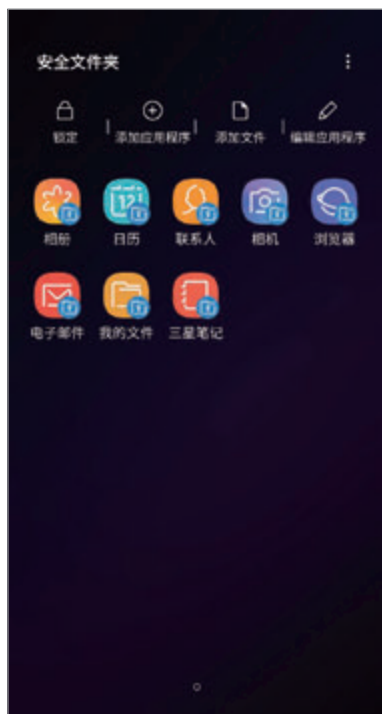 安全文件夹
锁定
添加应用程序
添加文件
编辑应用程序
12
相册
日历
联系人
相机
浏览器
电子邮件
我的文件
三星笔记